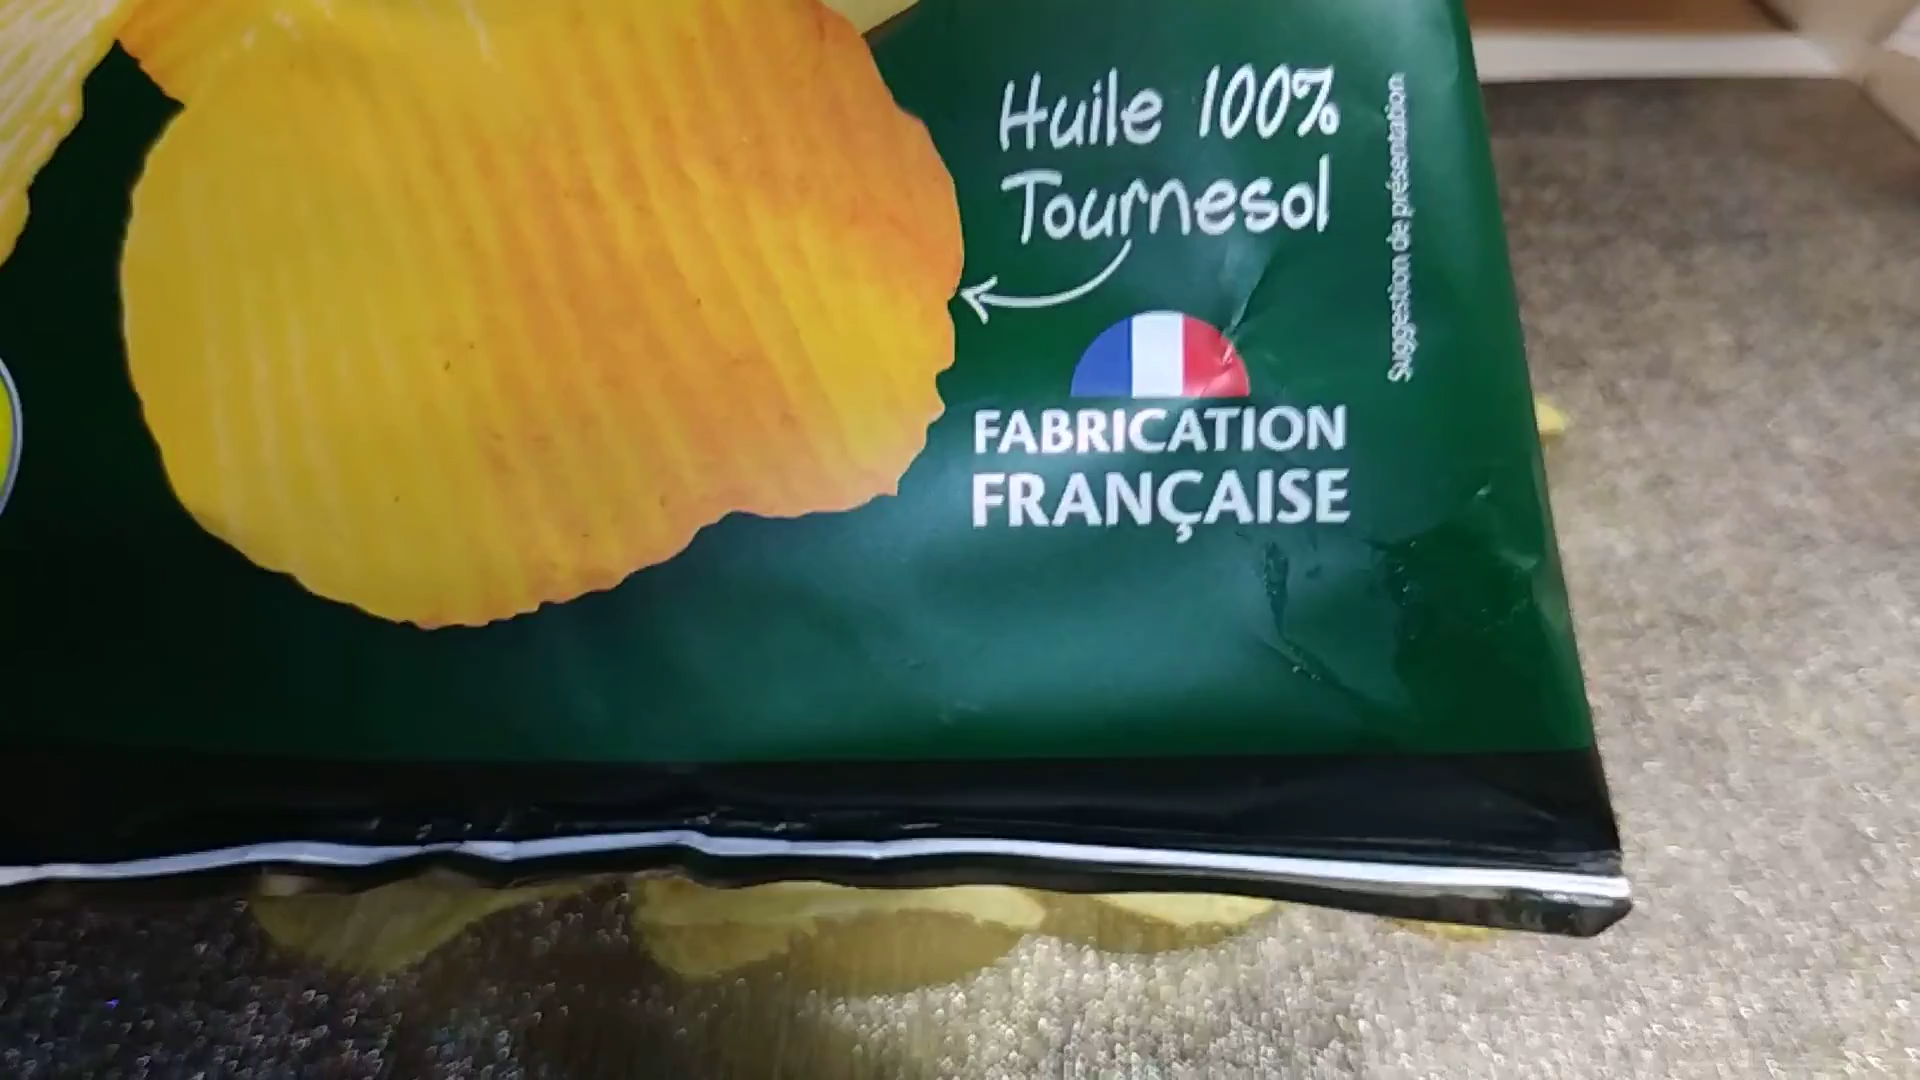 Huile 100%
Tournesol
FABRICATION
FRANÇAISE
Suggestion de présentation